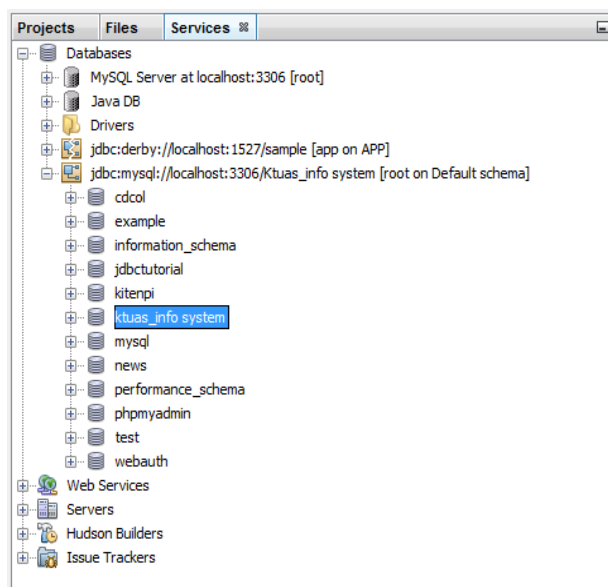 Projects Files Services
Databases
MySQL Server at localhost:3306 [root]
Java DB
Drivers
jdbc:derby://localhost:1527/sample [app on APP]
jdbc:mysql://localhost:3306/Ktuas_info system [root on Default schema]
cdcol
example
information_schema
jdbctutorial
kitenpi
ktuas_info system
mysql
news
performance_schema
phpmyadmin
test
webauth
Web Services
Servers
Hudson Builders
Issue Trackers